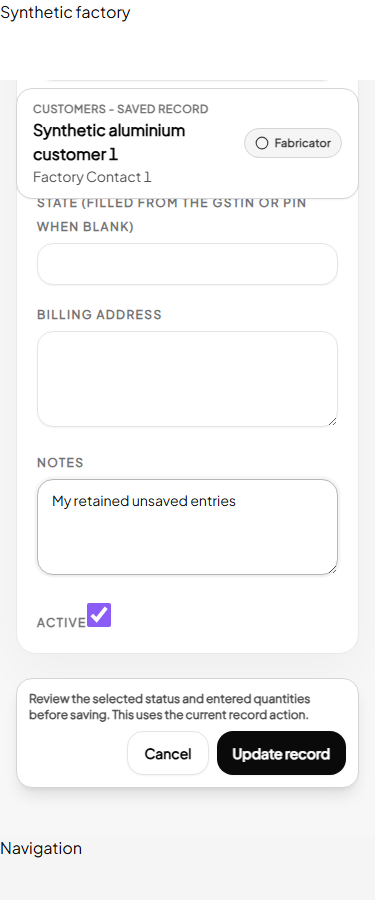 Synthetic factory
CUSTOMERS - SAVED RECORD
Synthetic aluminium
customer 1
Fabricator
Factory Contact 1
STATE (FILLED FROM THE GSTIN OR PIN
WHEN BLANK)
BILLING ADDRESS
NOTES
My retained unsaved entries
ACTIVE
Review the selected status and entered quantities
before saving. This uses the current record action.
Cancel
Update record
Navigation